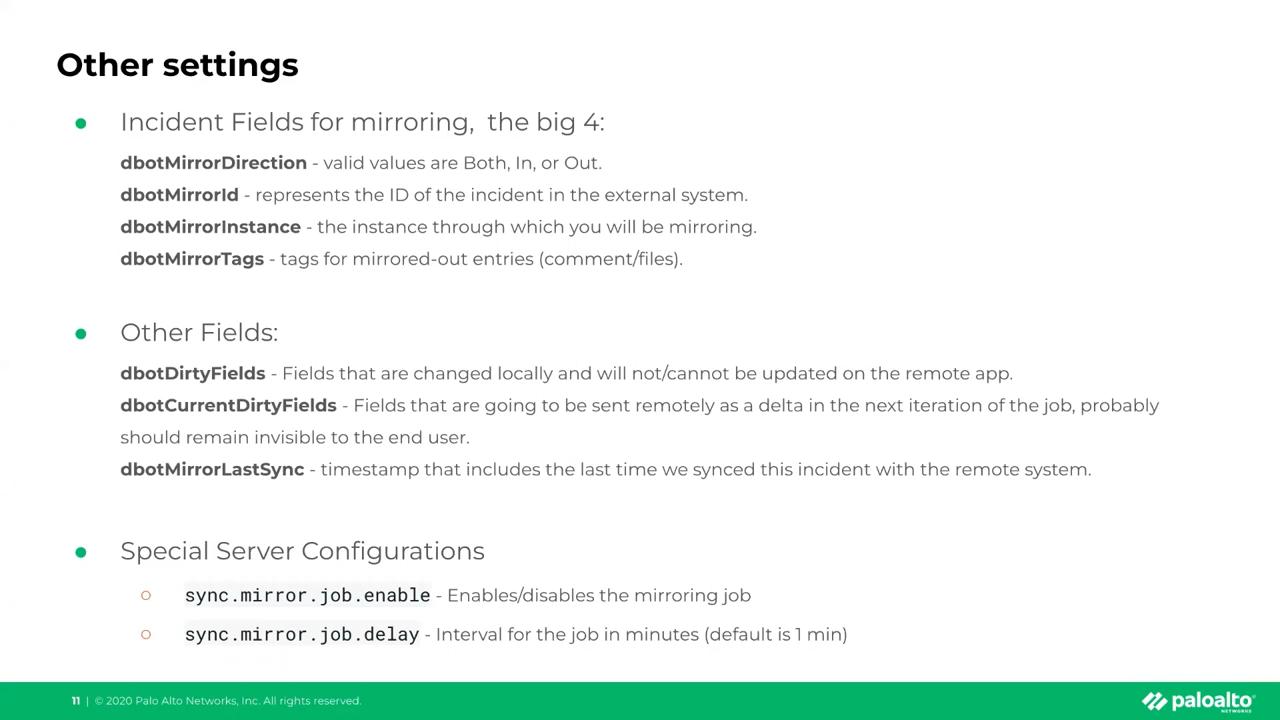 Other settings
● Incident Fields for mirroring, the big 4:
dbotMirrorDirection - valid values are Both, In, or Out.
dbotMirrorId - represents the ID of the incident in the external system.
dbotMirrorInstance - the instance through which you will be mirroring.
dbotMirrorTags - tags for mirrored-out entries (comment/files).
● Other Fields:
dbotDirtyFields - Fields that are changed locally and will not/cannot be updated on the remote app.
dbotCurrentDirtyFields - Fields that are going to be sent remotely as a delta in the next iteration of the job, probably
should remain invisible to the end user.
dbotMirrorLastSync - timestamp that includes the last time we synced this incident with the remote system.
● Special Server Configurations
○ sync.mirror.job.enable - Enables/disables the mirroring job
○ sync.mirror.job.delay - Interval for the job in minutes (default is 1 min)
11 | © 2020 Palo Alto Networks, Inc. All rights reserved.
paloalto
NETWORKS